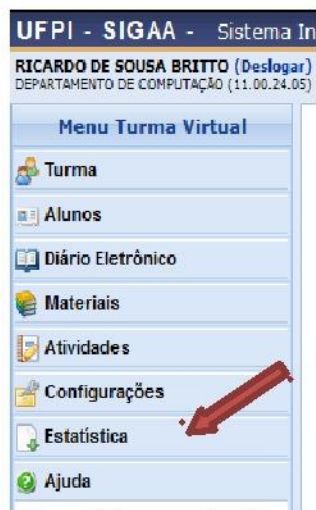 UFPI - SIGAA - Sistema In
RICARDO DE SOUSA BRITTO (Deslogar)
DEPARTAMENTO DE COMPUTAÇÃO (11.00.24.05)
Menu Turma Virtual
Turma
Alunos
Diário Eletrônico
Materiais
Atividades
Configurações
Estatística
Ajuda